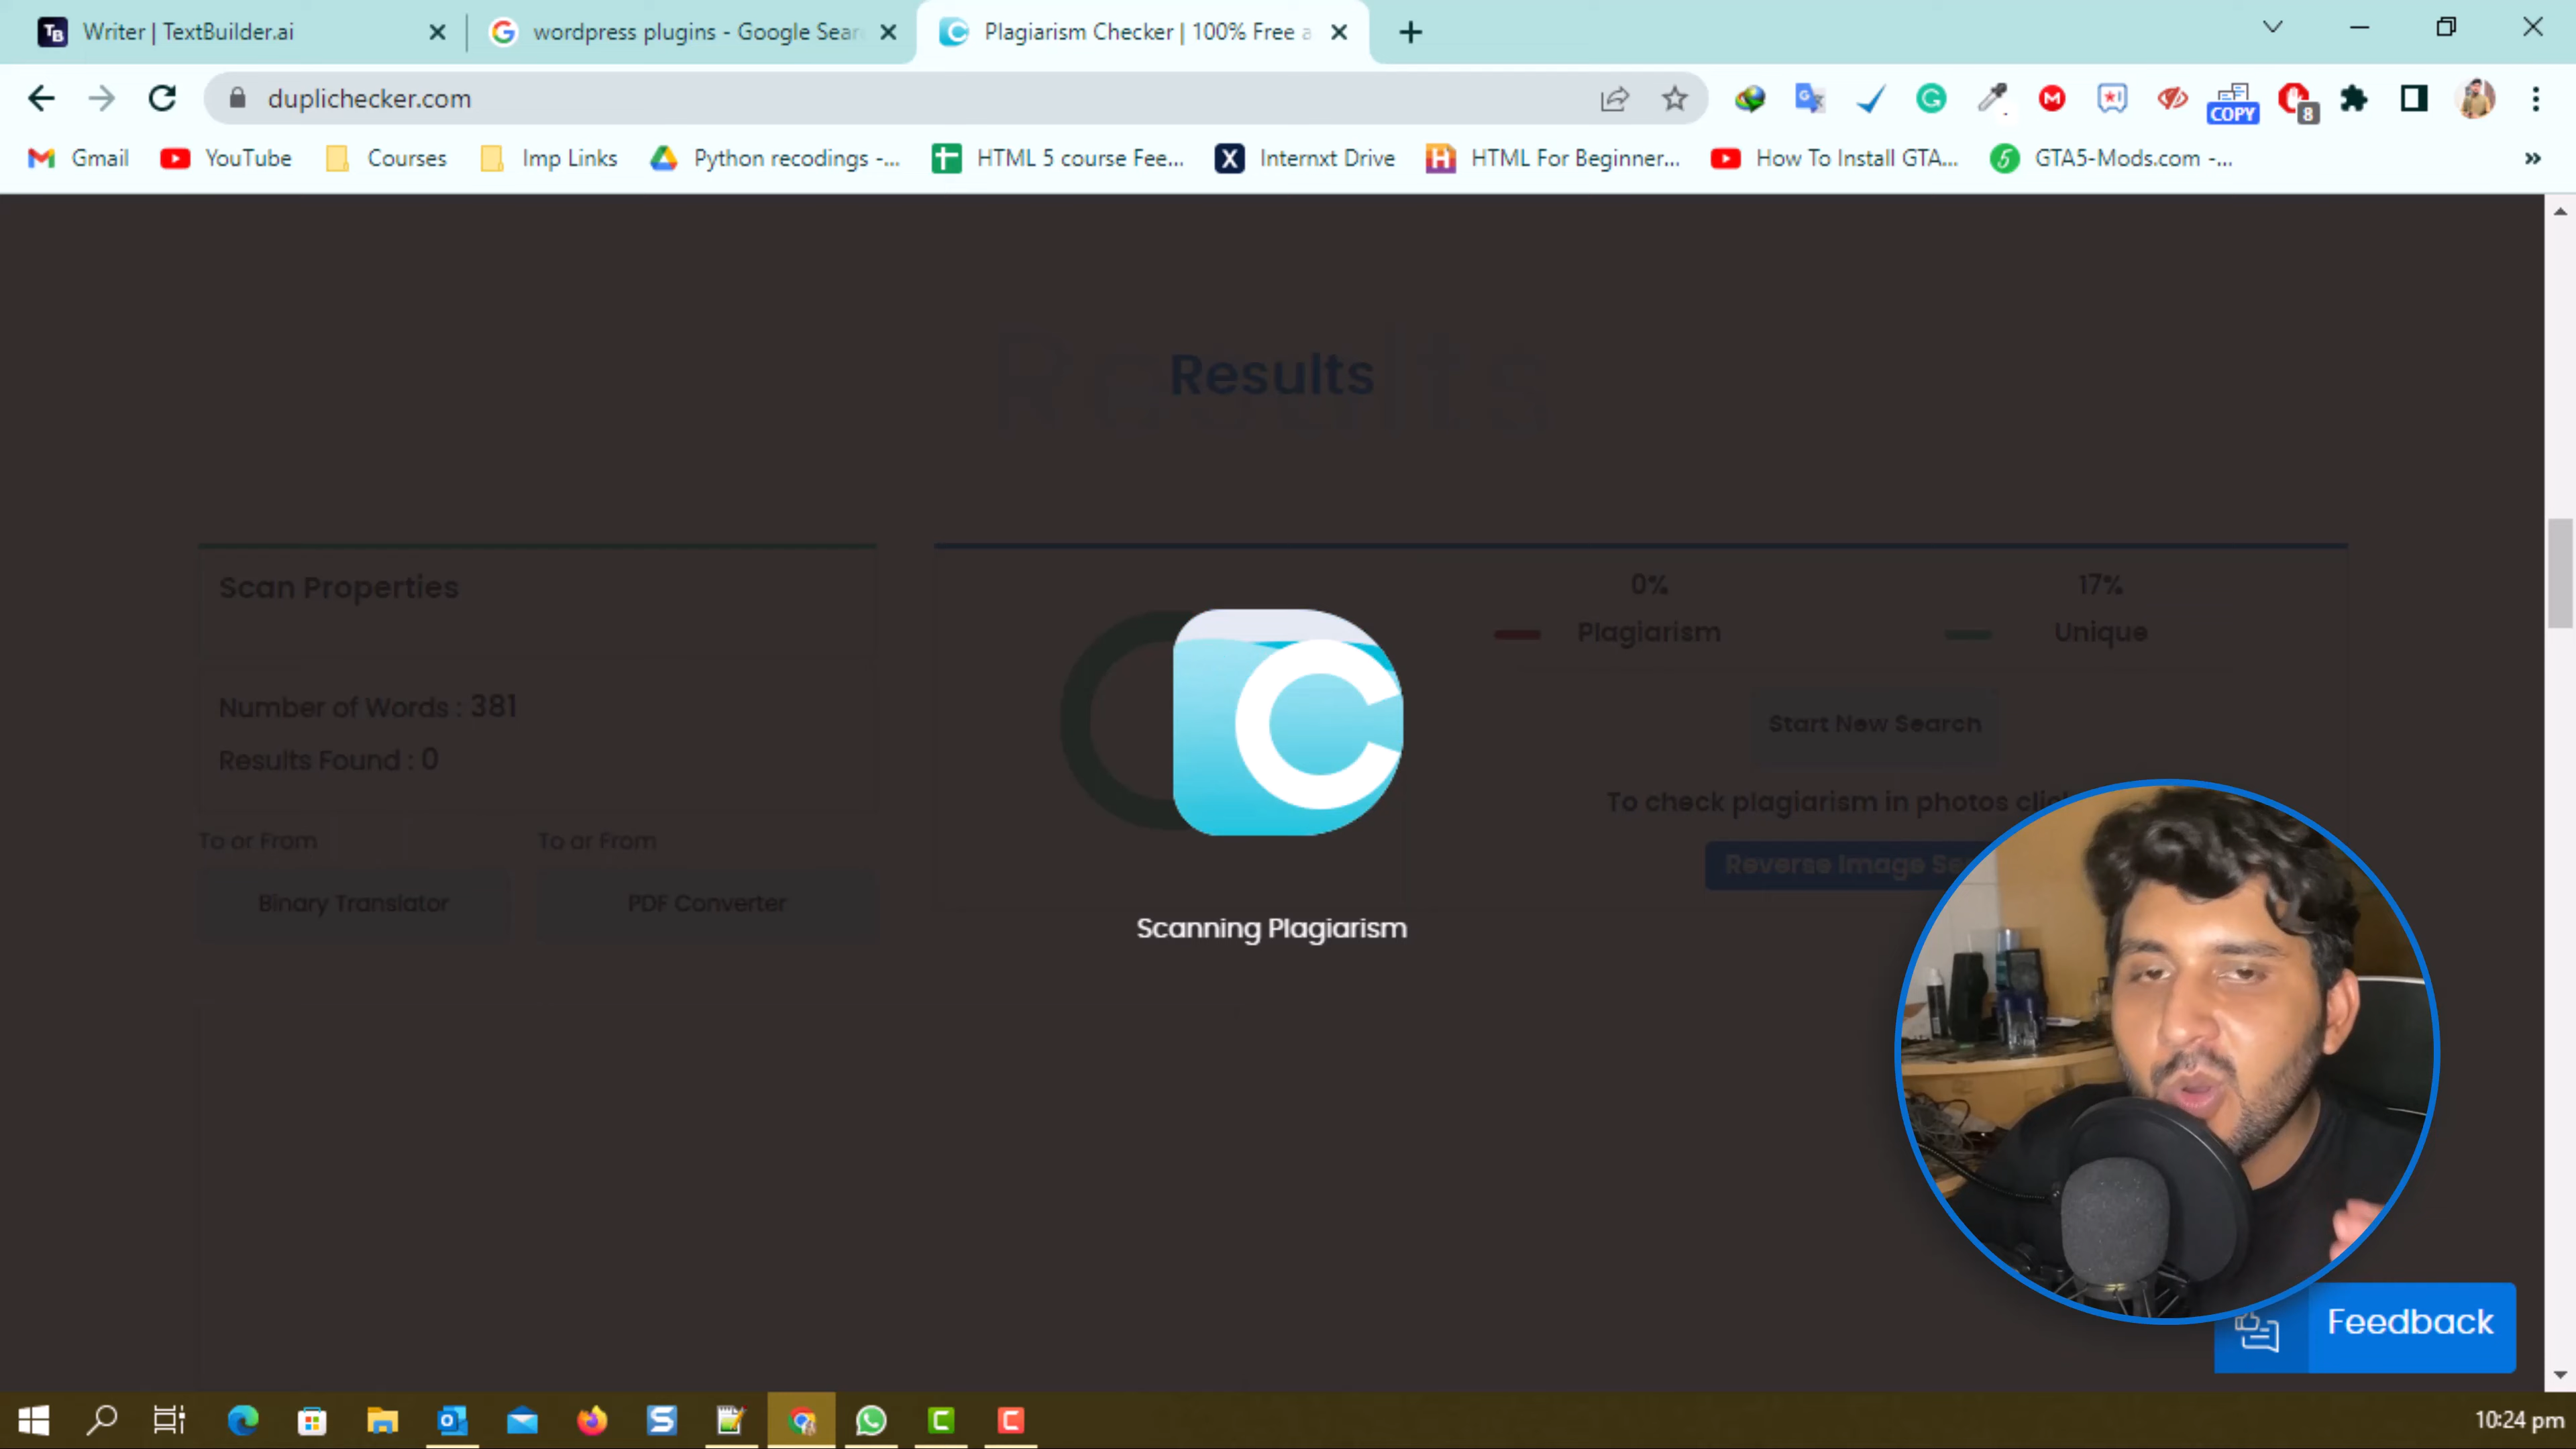 TB Writer | TextBuilder.ai
wordpress plugins - Google Sear
Plagiarism Checker | 100% Free a
duplichecker.com
COPY
8
Gmail
YouTube
Courses
Imp Links
Python recodings -...
HTML 5 course Fee...
X Internxt Drive
H HTML For Beginner...
How To Install GTA...
5 GTA5-Mods.com -...
Results
Results
Scan Properties
Number of Words : 381
Results Found : 0
To or From
To or From
Binary Translator
PDF Converter
0%
17%
Plagiarism
Unique
Start New Search
To check plagiarism in photos
Reverse Image
Scanning Plagiarism
Feedback
10:24 pm